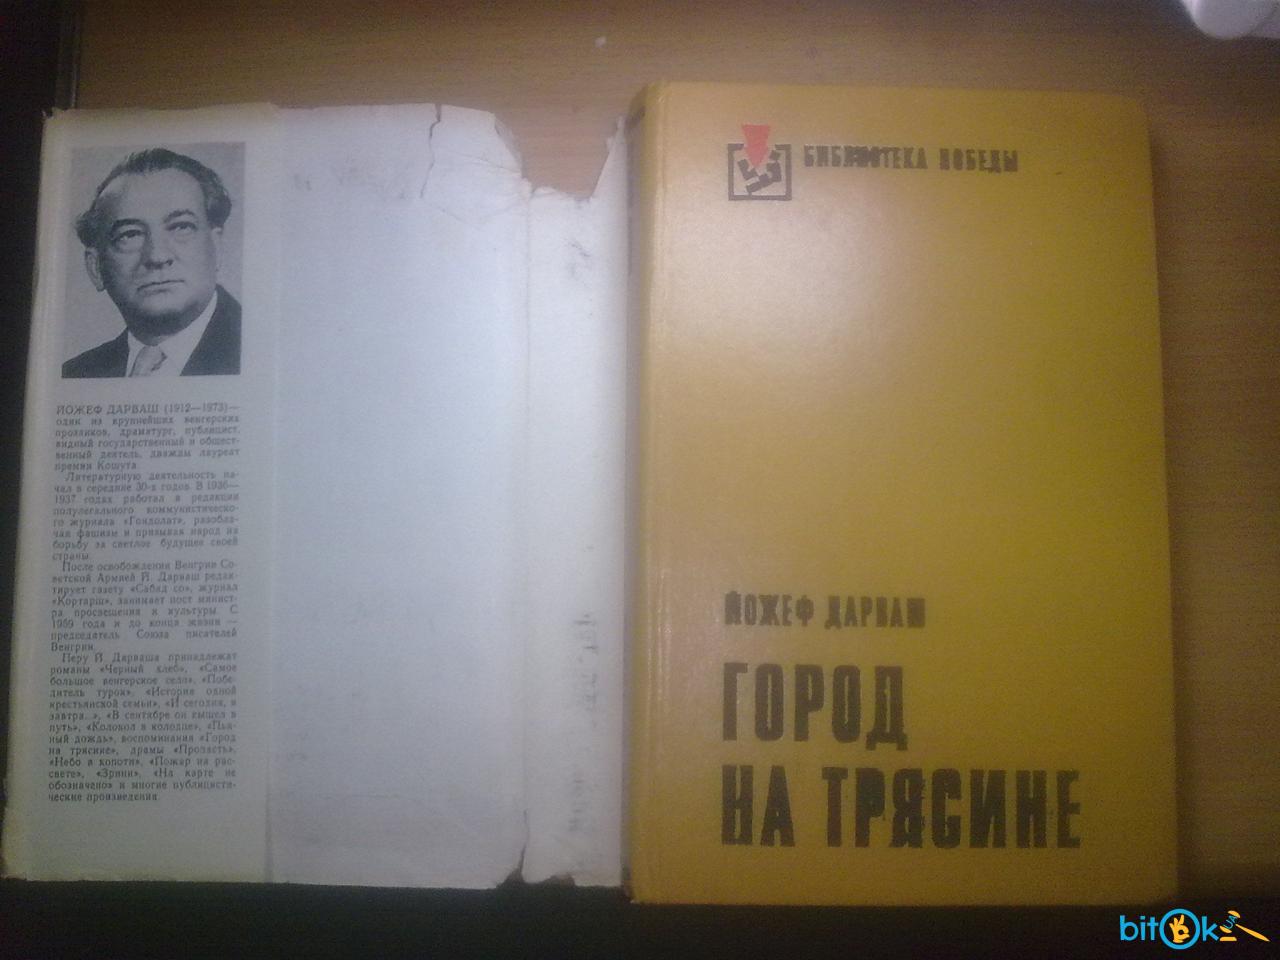 ЙОЖЕФ ДАРВАШ (1912—1973)—
один из крупнейших венгерских
прозаиков, драматург, публицист,
видный государственный и общест-
венный деятель, дважды лауреат
премии Кошута.
Литературную деятельность на-
чал в середине 30-х годов. В 1936—
1937 годах работал в редакции
полулегального коммунистическо-
го журнала «Гондолат», разобла-
чая фашизм и призывая народ на
борьбу за светлое будущее своей
страны.
После освобождения Венгрии Со-
ветской Армией Й. Дарваш редак-
тирует газету «Сабад со», журнал
«Кортарш», занимает пост минист-
ра просвещения и культуры. С
1959 года и до конца жизни —
председатель Союза писателей
Венгрии.
Перу Й. Дарваша принадлежат
романы «Черный хлеб», «Самое
большое венгерское село», «Побе-
дитель турок», «История одной
крестьянской семьи», «И сегодня, и
завтра...», «В сентябре он вышел в
путь», «Колокол в колодце», «Пья-
ный дождь», воспоминания «Город
на трясине», драмы «Пропасть»,
«Небо в копоти», «Пожар на рас-
свете», «Зрини», «На карте не
обозначено» и многие публицисти-
ческие произведения.
БИБЛИОТЕКА ПОБЕДЫ
ЙОЖЕФ ДАРВАШ
ГОРОД
НА ТРЯСИНЕ
bitOk UA